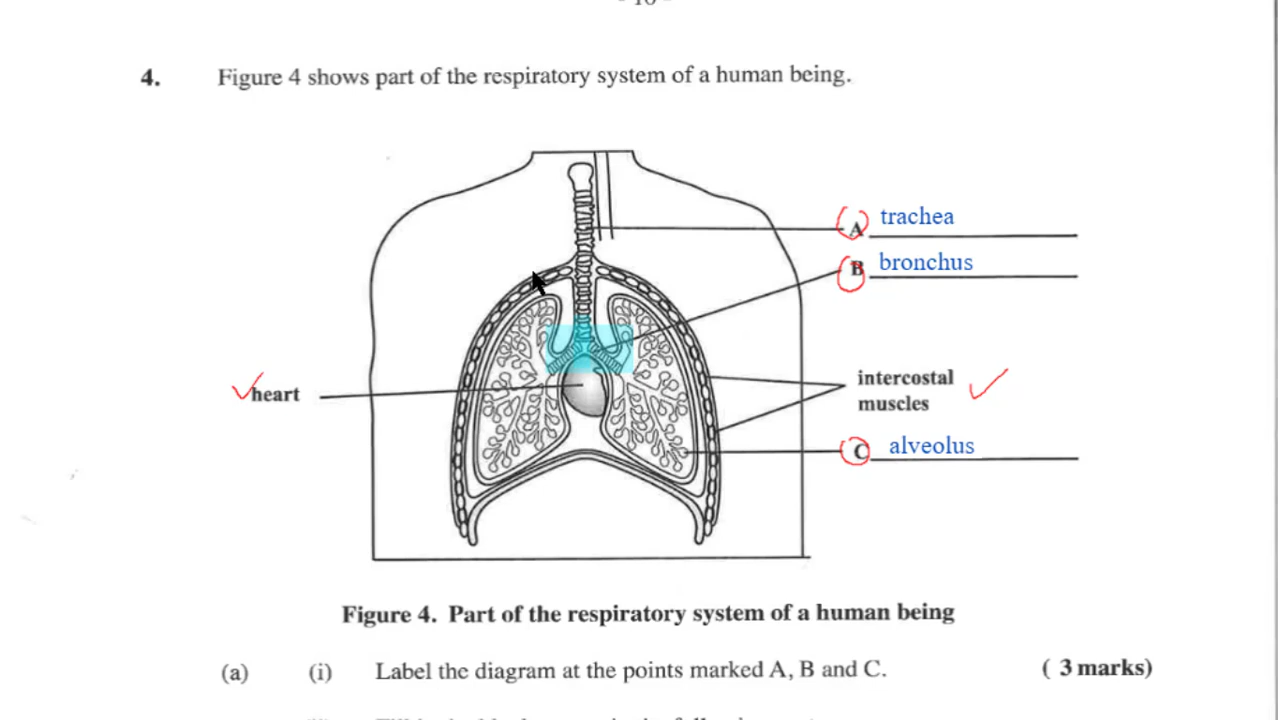 - 10 -
4. Figure 4 shows part of the respiratory system of a human being.
A trachea
B bronchus
heart
intercostal
muscles
C alveolus
Figure 4. Part of the respiratory system of a human being
(a) (i) Label the diagram at the points marked A, B and C. ( 3 marks)